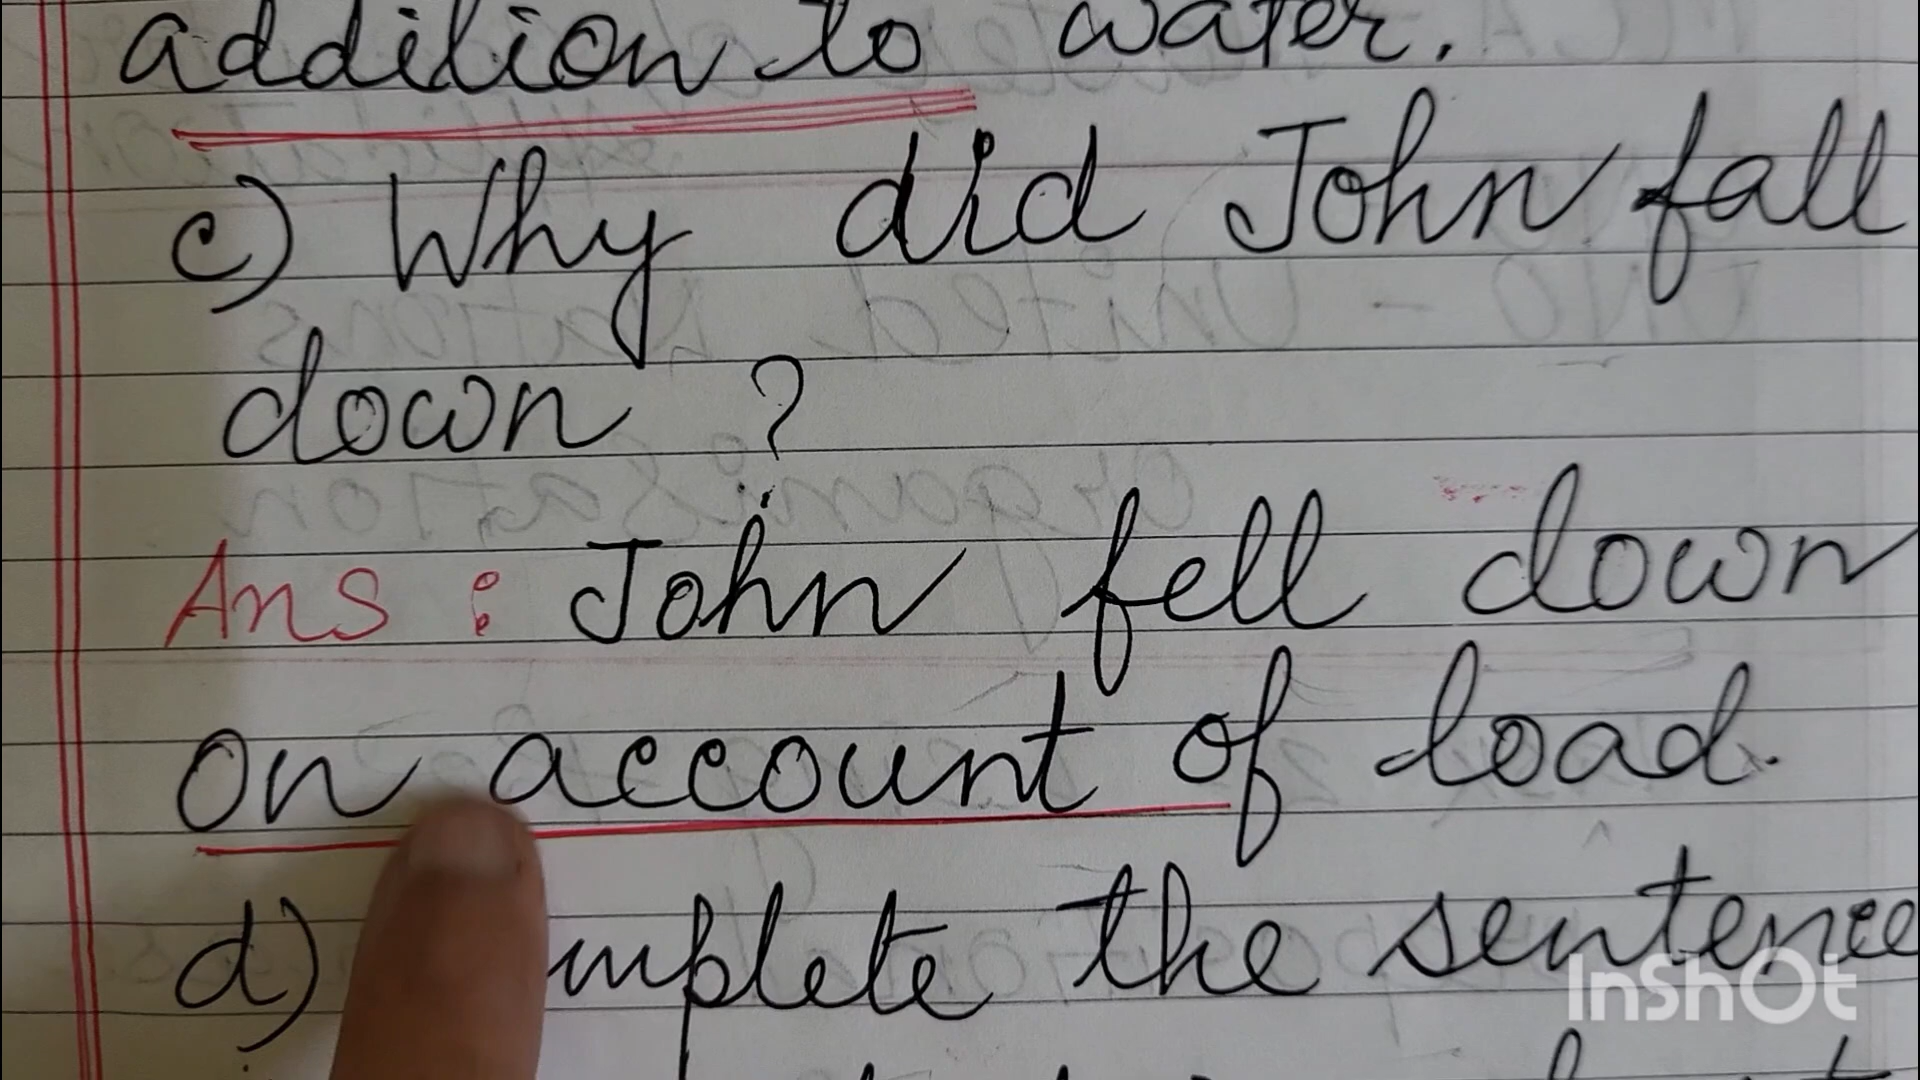 addition to water.
c) Why did John fall
down ?
Ans : John fell down
on account of load.
d) mplete the sentence
InShOt